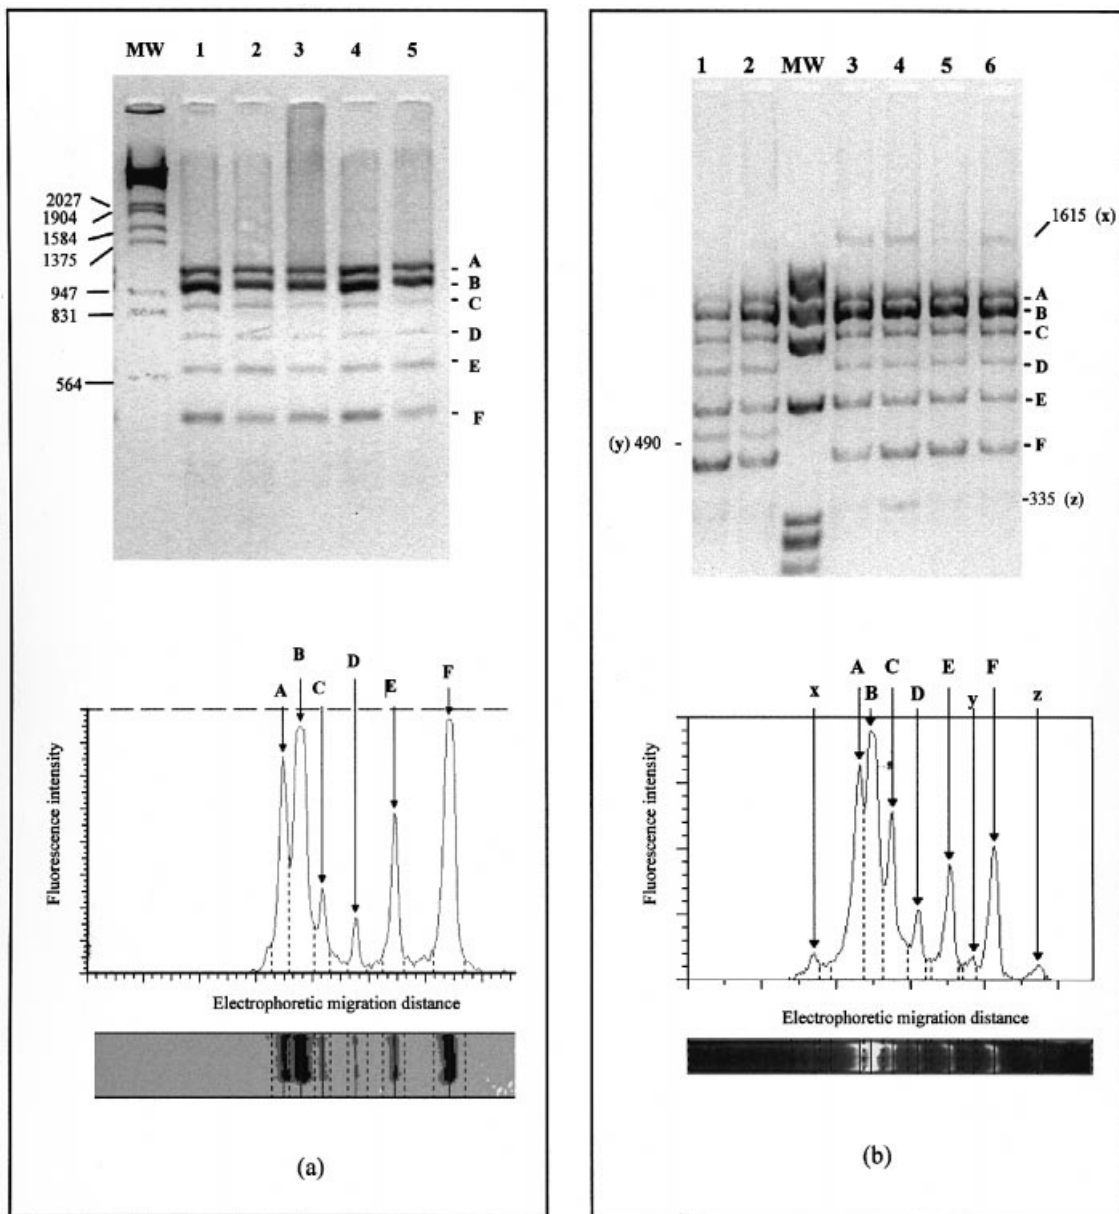 MW 1 2 3 4 5
2027
1904
1584
1375
947
831
564
A
B
C
D
E
F
A B C D E F
Fluorescence intensity
Electrophoretic migration distance
(a)
1 2 MW 3 4 5 6
1615 (x)
A
B
C
D
E
(y) 490
F
335 (z)
x A B C D E y F z
Fluorescence intensity
Electrophoretic migration distance
(b)